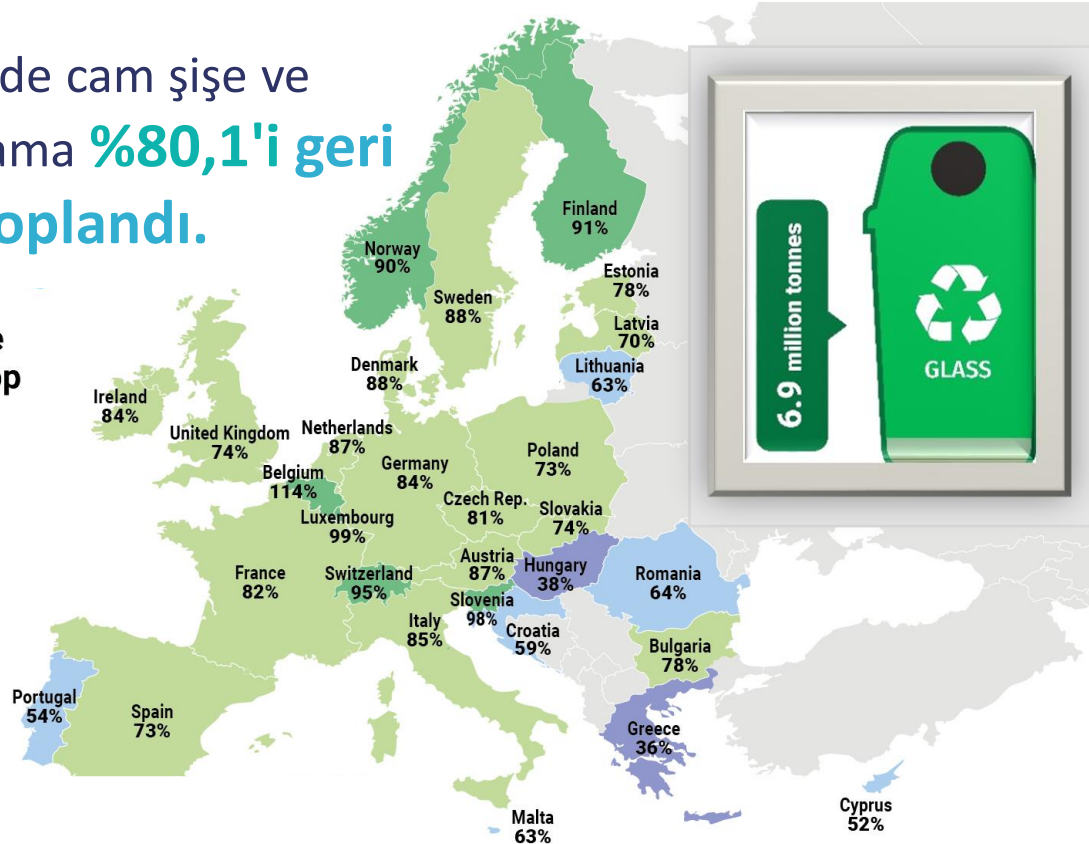 de cam şişe ve
ama %80,1'i geri
oplandı.
e
op
6.9 million tonnes
GLASS
Finland
91%
Norway
90%
Sweden
88%
Estonia
78%
Latvia
70%
Lithuania
63%
Denmark
88%
Ireland
84%
United Kingdom
74%
Netherlands
87%
Belgium
114%
Germany
84%
Poland
73%
Czech Rep.
81%
Slovakia
74%
Luxembourg
99%
France
82%
Switzerland
95%
Austria
87%
Hungary
38%
Romania
64%
Slovenia
98%
Italy
85%
Croatia
59%
Bulgaria
78%
Portugal
54%
Spain
73%
Greece
36%
Malta
63%
Cyprus
52%